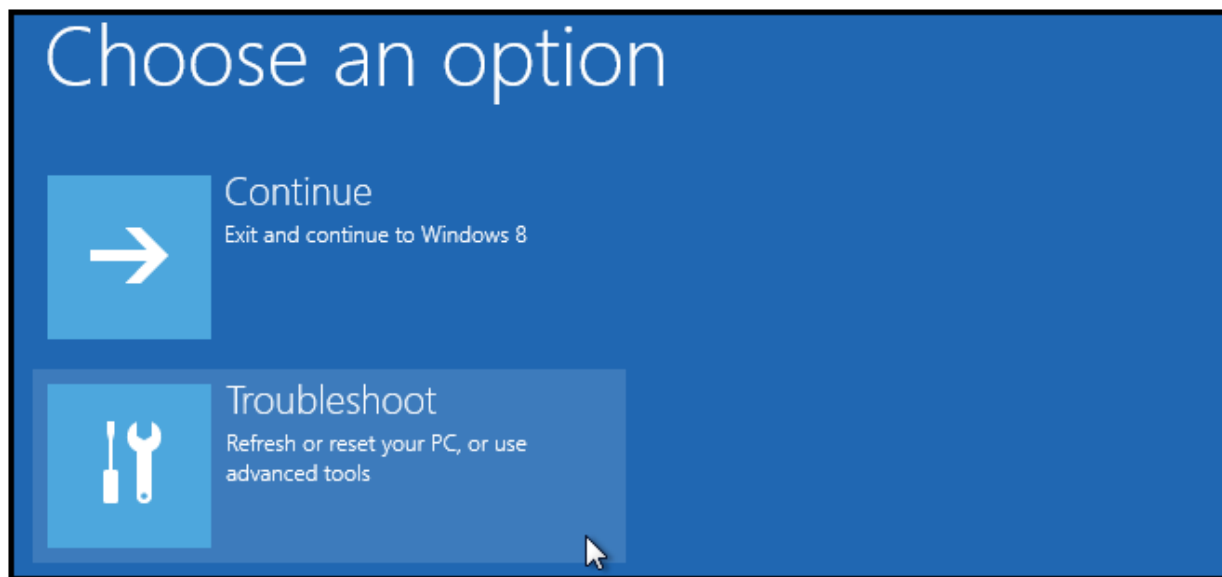 Choose an option
Continue
Exit and continue to Windows 8
Troubleshoot
Refresh or reset your PC, or use
advanced tools